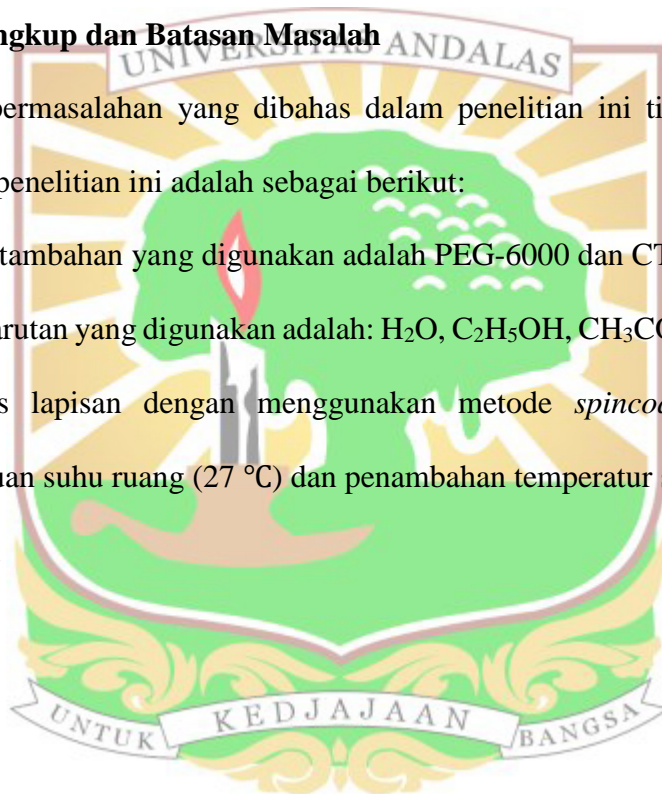 ngkup dan Batasan Masalah
UNIVERSITAS ANDALAS
permasalahan yang dibahas dalam penelitian ini ti
penelitian ini adalah sebagai berikut:
tambahan yang digunakan adalah PEG-6000 dan CT
arutan yang digunakan adalah: H₂O, C₂H₅OH, CH₃CO
s lapisan dengan menggunakan metode spincoa
uan suhu ruang (27 °C) dan penambahan temperatur
UNTUK KEDJAJAAN BANGSA